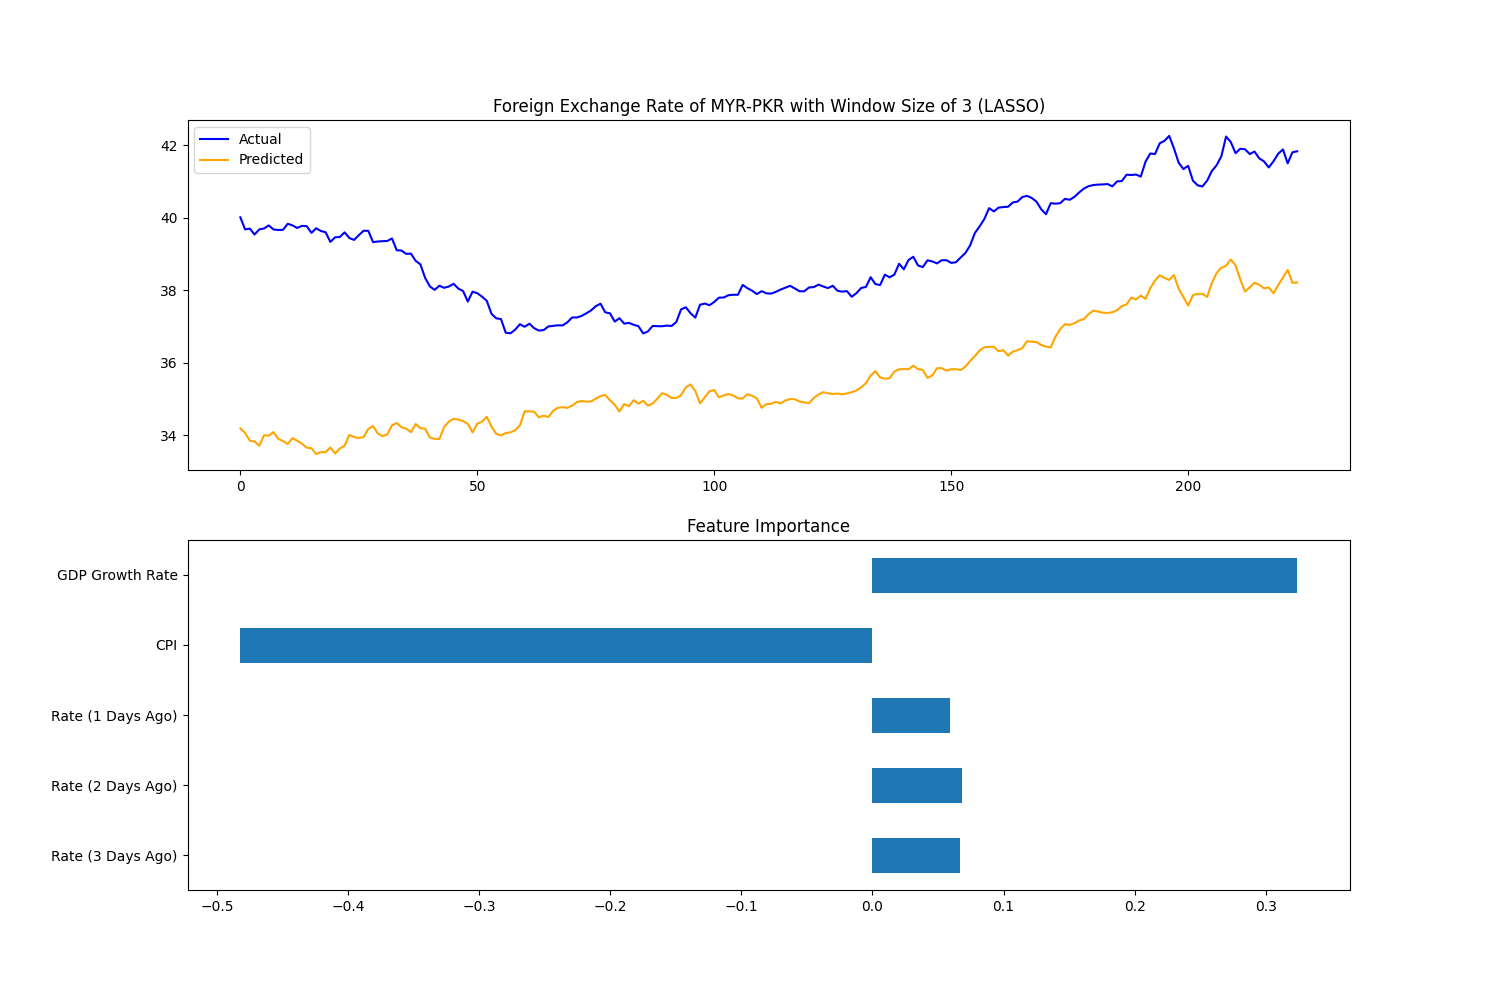 Foreign Exchange Rate of MYR-PKR with Window Size of 3 (LASSO)
Actual
Predicted
42
40
38
36
34
0 50 100 150 200
Feature Importance
GDP Growth Rate
CPI
Rate (1 Days Ago)
Rate (2 Days Ago)
Rate (3 Days Ago)
−0.5 −0.4 −0.3 −0.2 −0.1 0.0 0.1 0.2 0.3